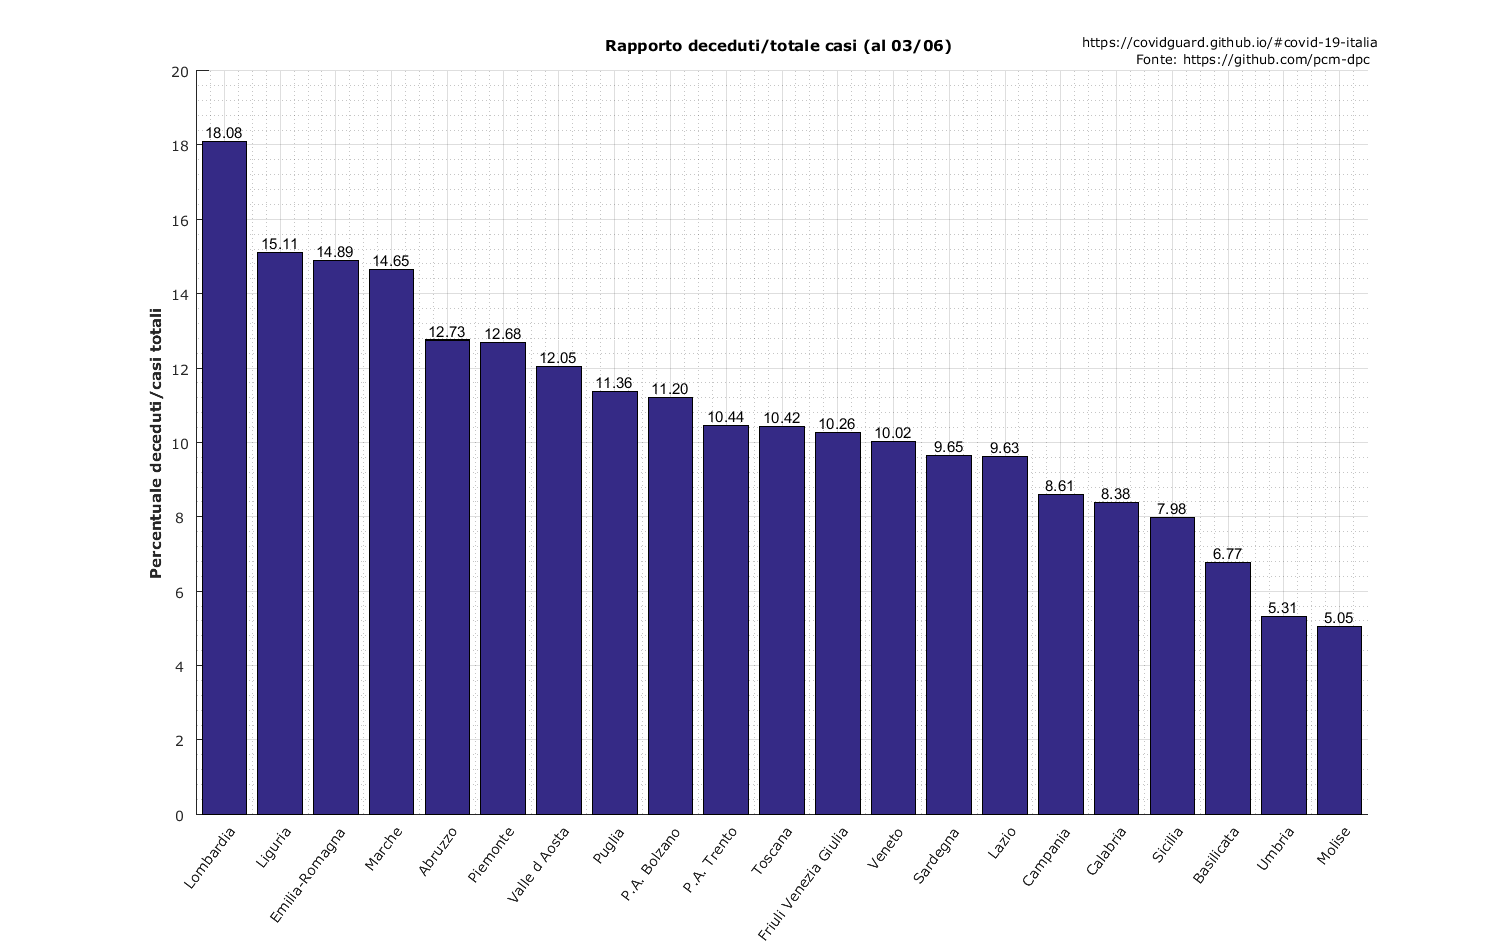 Rapporto deceduti/totale casi (al 03/06)
https://covidguard.github.io/#covid-19-italia
Fonte: https://github.com/pcm-dpc
Percentuale deceduti/casi totali
20
18
16
14
12
10
8
6
4
2
0
18.08
15.11
14.89
14.65
12.73
12.68
12.05
11.36
11.20
10.44
10.42
10.26
10.02
9.65
9.63
8.61
8.38
7.98
6.77
5.31
5.05
Lombardia
Liguria
Emilia-Romagna
Marche
Abruzzo
Piemonte
Valle d Aosta
Puglia
P.A. Bolzano
P.A. Trento
Toscana
Friuli Venezia Giulia
Veneto
Sardegna
Lazio
Campania
Calabria
Sicilia
Basilicata
Umbria
Molise